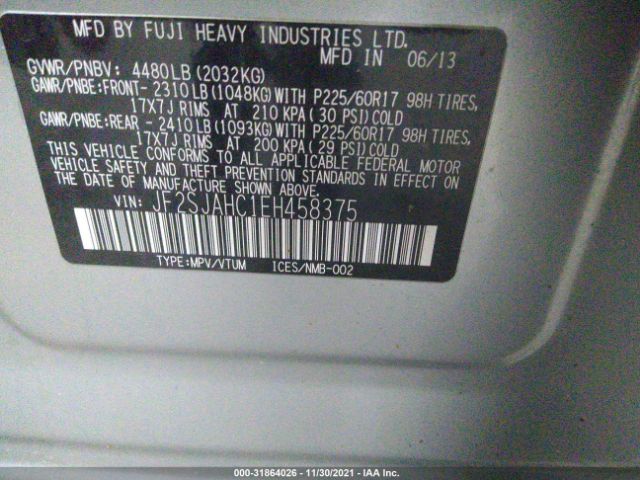 MFD BY FUJI HEAVY INDUSTRIES LTD.
MFD IN 06/13
GVWR/PNBV: 4480LB(2032KG)
GAWR/PNBE:FRONT- 2310LB(1048KG)WITH P225/60R17 98H TIRES,
17X7J RIMS AT 210 KPA(30 PSI)COLD
GAWR/PNBE:REAR - 2410LB(1093KG)WITH P225/60R17 98H TIRES,
17X7J RIMS AT 200 KPA(29 PSI)COLD
THIS VEHICLE CONFORMS TO ALL APPLICABLE FEDERAL MOTOR
VEHICLE SAFETY AND THEFT PREVENTION STANDARDS IN EFFECT ON
THE DATE OF MANUFACTURE SHOWN ABOVE.
VIN: JF2SJAHC1EH458375
TYPE:MPV/VTUM ICES/NMB-002
000-31864026 - 11/30/2021 - IAA Inc.